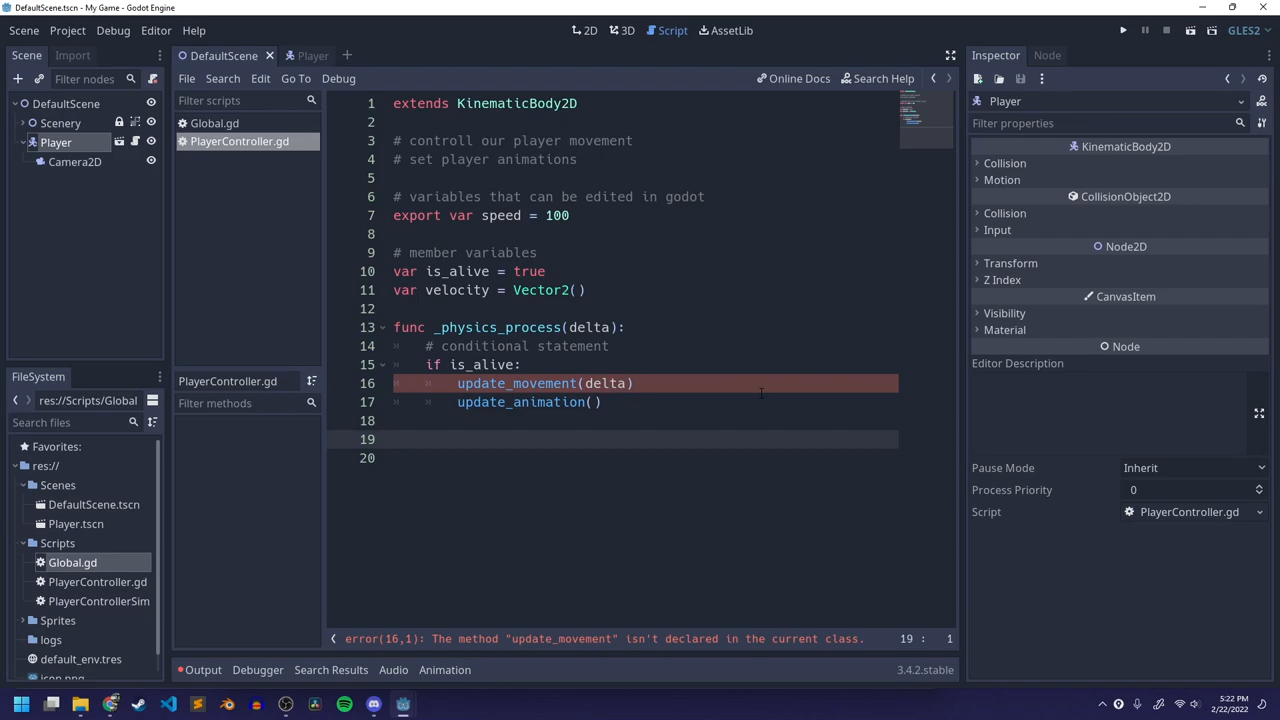 DefaultScene.tscn - My Game - Godot Engine
Scene Project Debug Editor Help
2D 3D Script AssetLib
GLES2
Scene Import
Filter nodes
DefaultScene
Scenery
Player
Camera2D
FileSystem
res://Scripts/Global
Search files
Favorites:
res://
Scenes
DefaultScene.tscn
Player.tscn
Scripts
Global.gd
PlayerController.gd
PlayerControllerSim
Sprites
logs
default_env.tres
icon.png
DefaultScene Player
File Search Edit Go To Debug
Online Docs Search Help
Filter scripts
Global.gd
PlayerController.gd
PlayerController.gd
Filter methods
1 extends KinematicBody2D
2
3 # controll our player movement
4 # set player animations
5
6 # variables that can be edited in godot
7 export var speed = 100
8
9 # member variables
10 var is_alive = true
11 var velocity = Vector2()
12
13 func _physics_process(delta):
14 # conditional statement
15 if is_alive:
16 update_movement(delta)
17 update_animation()
18
19
20
error(16,1): The method "update_movement" isn't declared in the current class. 19 : 1
Output Debugger Search Results Audio Animation 3.4.2.stable
Inspector Node
Player
Filter properties
KinematicBody2D
Collision
Motion
CollisionObject2D
Collision
Input
Node2D
Transform
Z Index
CanvasItem
Visibility
Material
Node
Editor Description
Pause Mode Inherit
Process Priority 0
Script PlayerController.gd
5:22 PM
2/22/2022